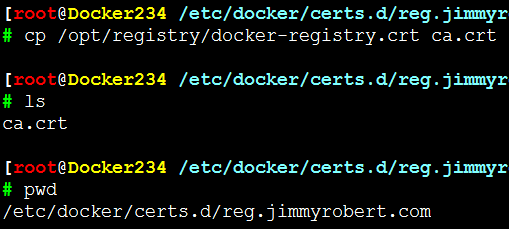 [root@Docker234 /etc/docker/certs.d/reg.jimmyr
# cp /opt/registry/docker-registry.crt ca.crt
[root@Docker234 /etc/docker/certs.d/reg.jimmyr
# ls
ca.crt
[root@Docker234 /etc/docker/certs.d/reg.jimmyr
# pwd
/etc/docker/certs.d/reg.jimmyrobert.com